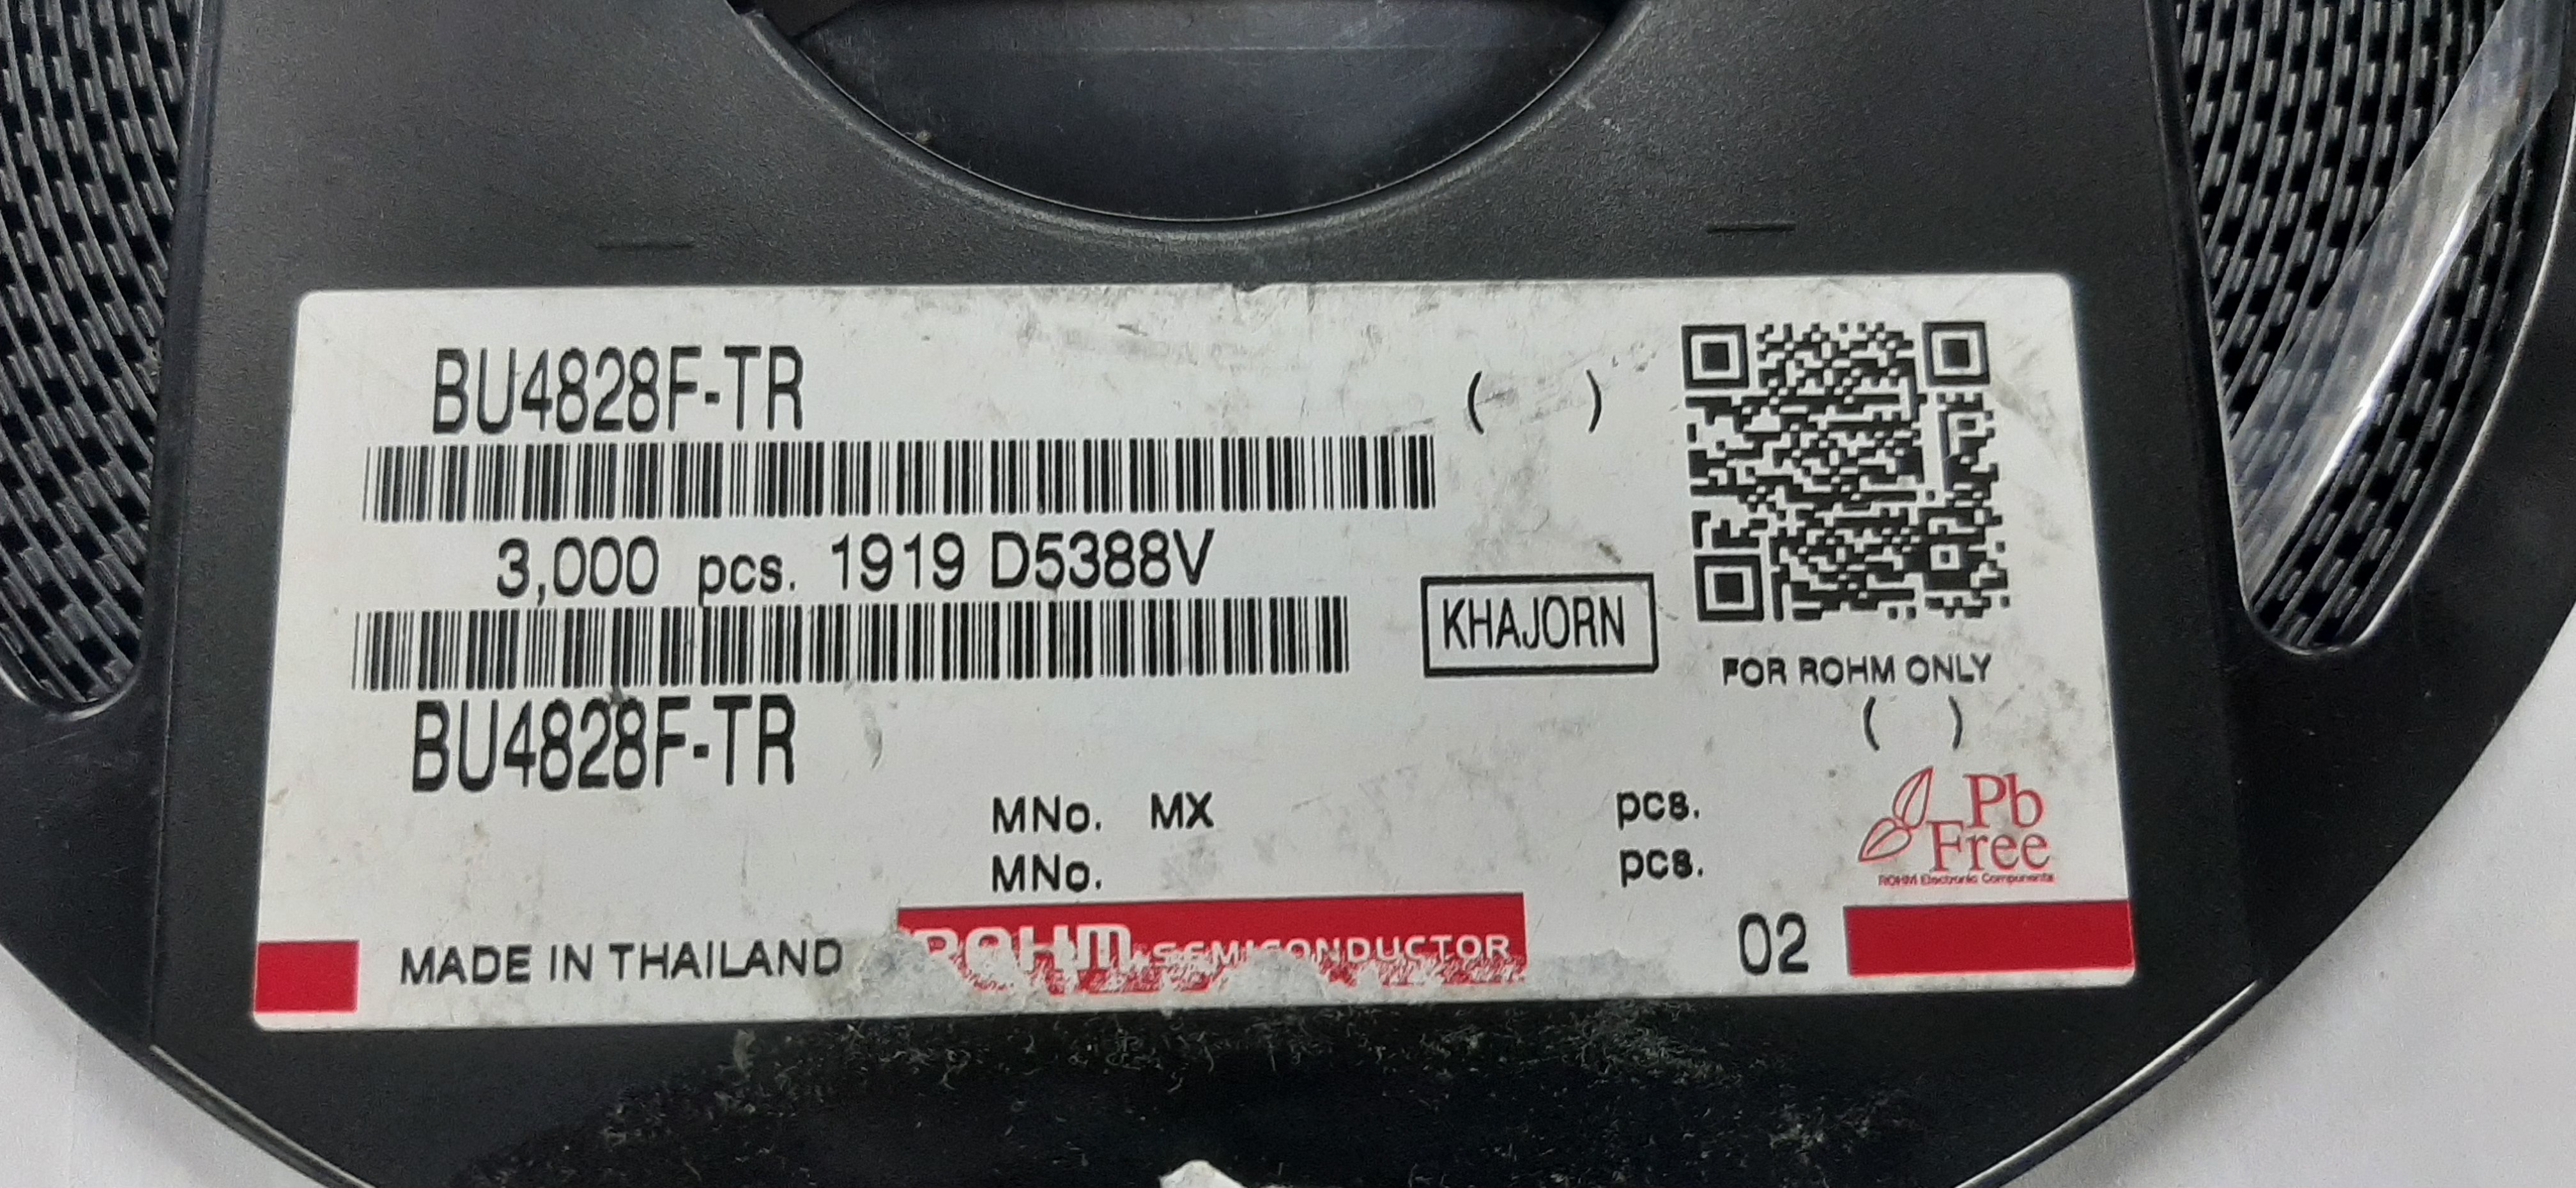 BU4828F-TR ( )
3,000 pcs. 1919 D5388V
KHAJORN
FOR ROHM ONLY
BU4828F-TR ( )
MNo. MX pcs.
MNo. pcs.
Pb
Free
ROHM Electronic Components
MADE IN THAILAND
ROHM SEMICONDUCTOR
02